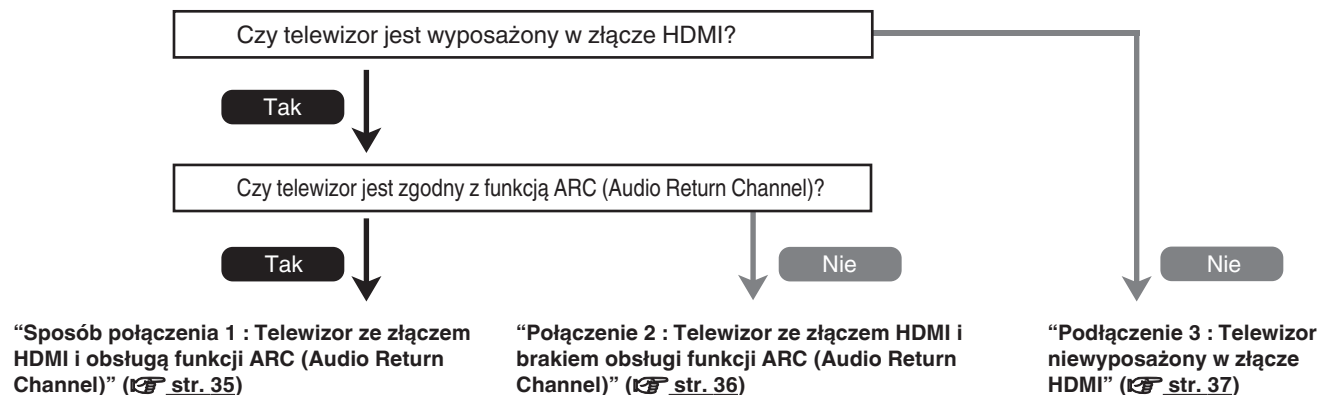 Czy telewizor jest wyposażony w złącze HDMI?
Tak
Czy telewizor jest zgodny z funkcją ARC (Audio Return Channel)?
Tak
Nie
Nie
“Sposób połączenia 1 : Telewizor ze złączem
HDMI i obsługą funkcji ARC (Audio Return
Channel)” (☞ str. 35)
“Połączenie 2 : Telewizor ze złączem HDMI i
brakiem obsługi funkcji ARC (Audio Return
Channel)” (☞ str. 36)
“Podłączenie 3 : Telewizor
niewyposażony w złącze
HDMI” (☞ str. 37)